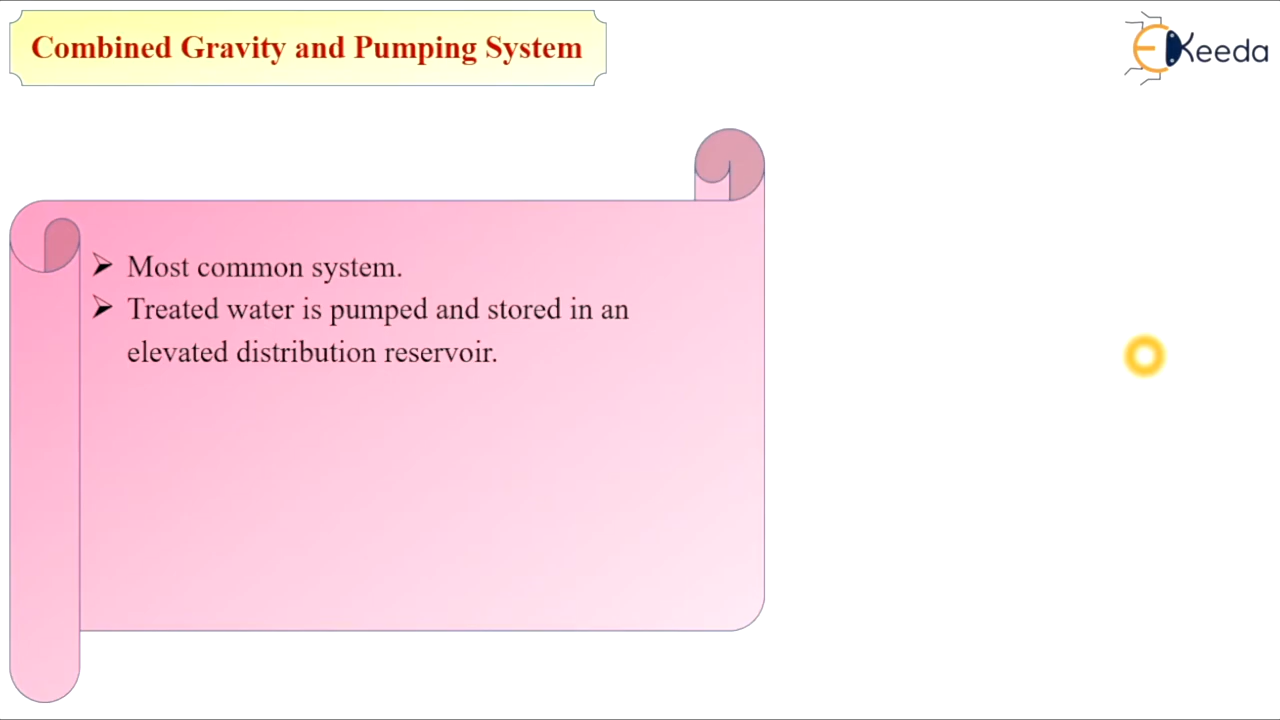 Combined Gravity and Pumping System
EKeeda
➢ Most common system.
➢ Treated water is pumped and stored in an
elevated distribution reservoir.